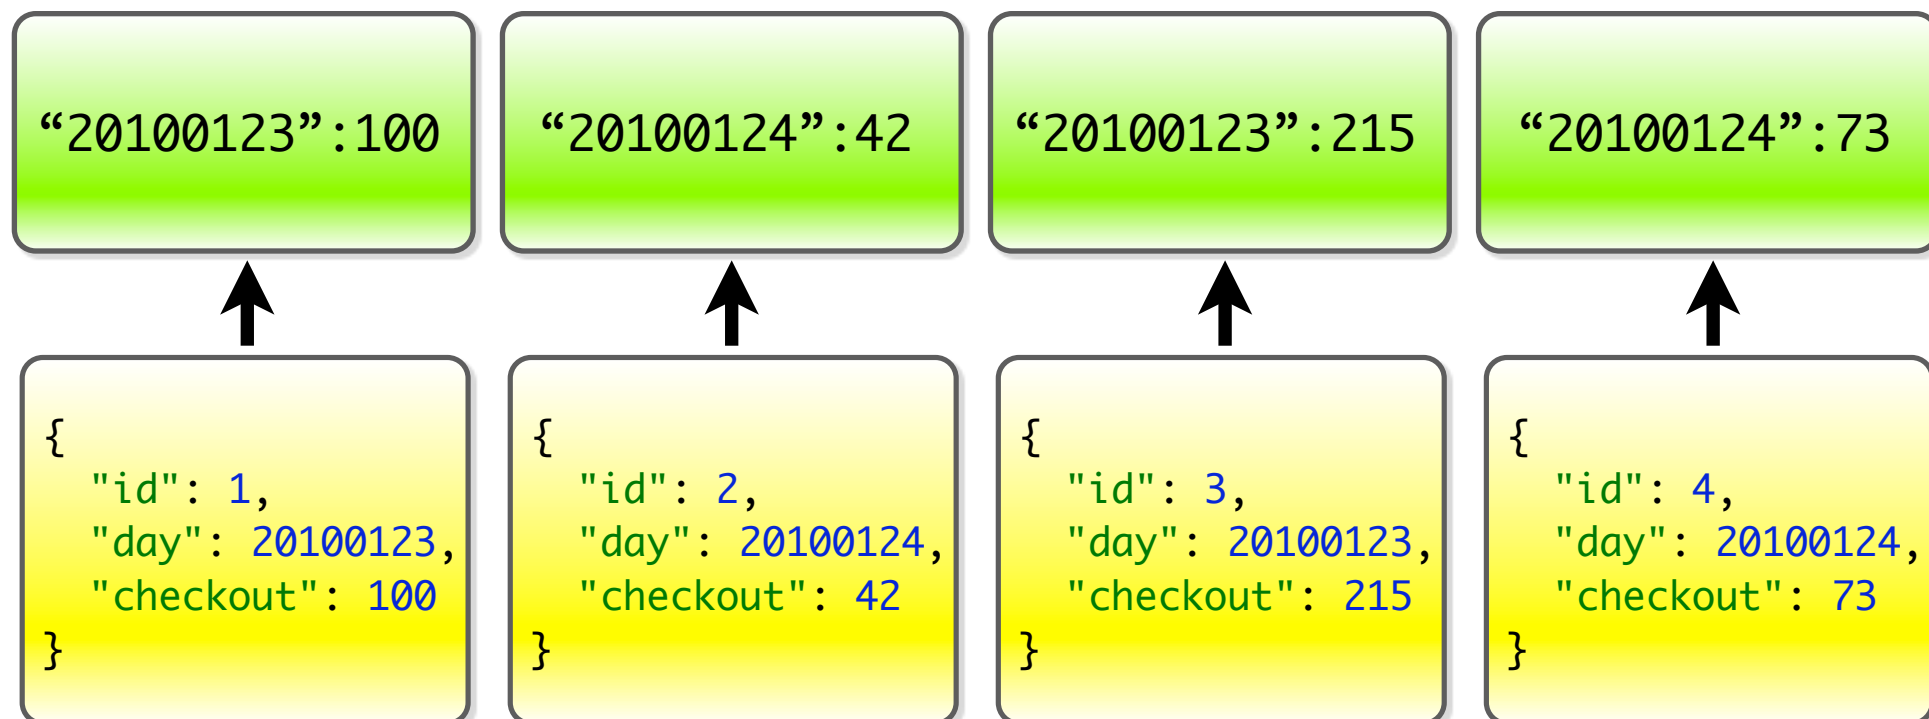 “20100123”:100
“20100124”:42
“20100123”:215
“20100124”:73
{
"id": 1,
"day": 20100123,
"checkout": 100
}
{
"id": 2,
"day": 20100124,
"checkout": 42
}
{
"id": 3,
"day": 20100123,
"checkout": 215
}
{
"id": 4,
"day": 20100124,
"checkout": 73
}